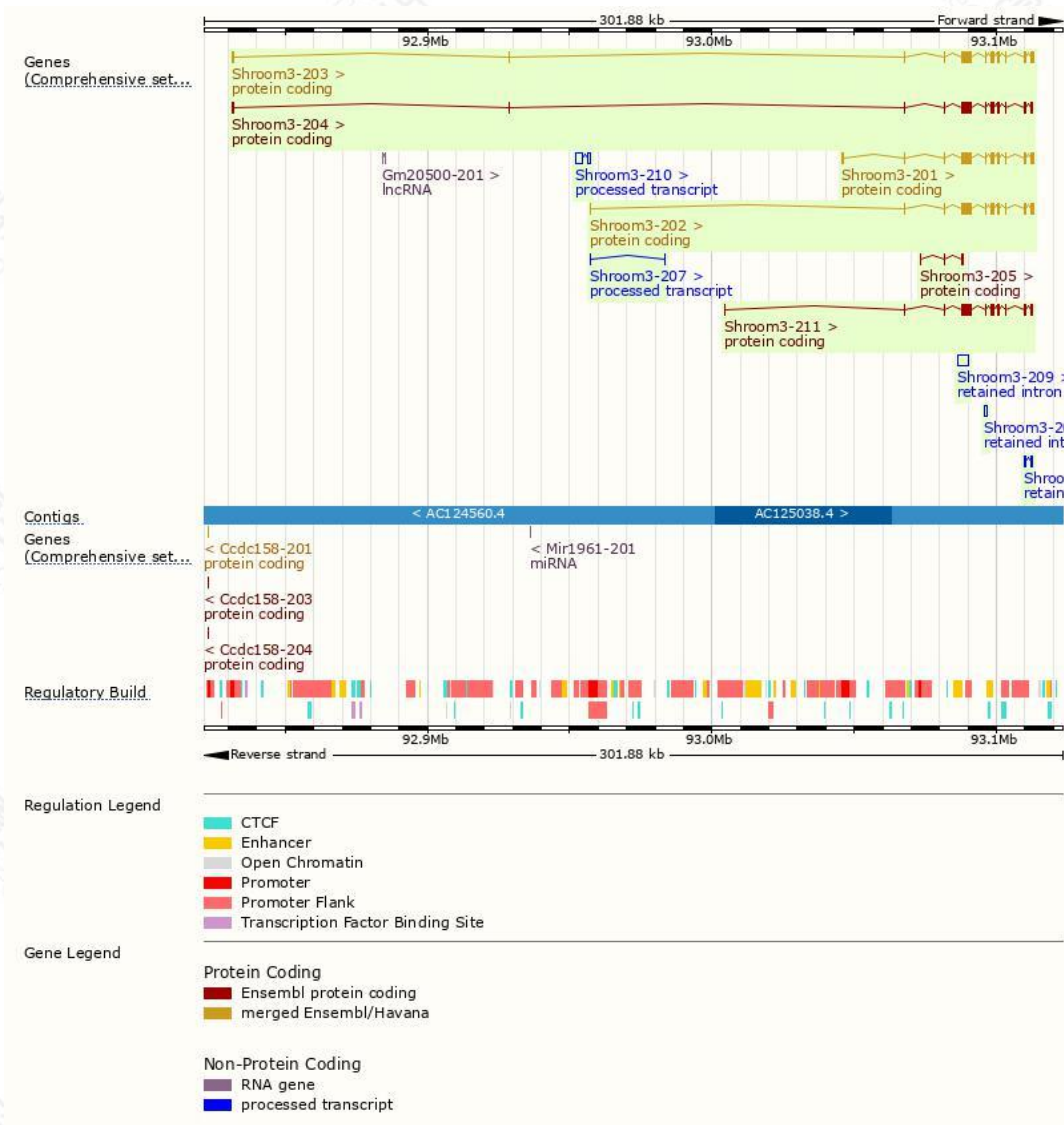 301.88 kb
Forward strand
92.9Mb
93.0Mb
93.1Mb
Genes
(Comprehensive set...
Shroom3-203 >
protein coding
Shroom3-204 >
protein coding
Gm20500-201 >
lncRNA
Shroom3-210 >
processed transcript
Shroom3-201 >
protein coding
Shroom3-202 >
protein coding
Shroom3-207 >
processed transcript
Shroom3-205 >
protein coding
Shroom3-211 >
protein coding
Shroom3-209 >
retained intron
Shroom3-2
retained int
Shroo
retain
Contigs
< AC124560.4
AC125038.4 >
Genes
(Comprehensive set...
< Ccdc158-201
protein coding
< Mir1961-201
miRNA
< Ccdc158-203
protein coding
< Ccdc158-204
protein coding
Regulatory Build
92.9Mb
93.0Mb
93.1Mb
Reverse strand
301.88 kb
Regulation Legend
CTCF
Enhancer
Open Chromatin
Promoter
Promoter Flank
Transcription Factor Binding Site
Gene Legend
Protein Coding
Ensembl protein coding
merged Ensembl/Havana
Non-Protein Coding
RNA gene
processed transcript